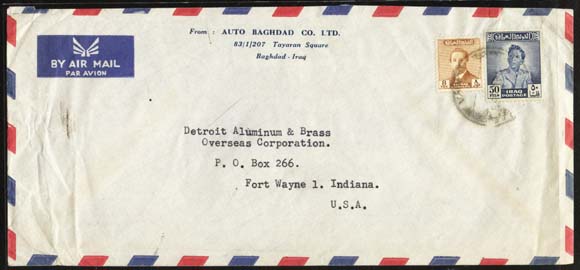 From : AUTO BAGHDAD CO. LTD.
83/1/207 Tayaran Square
Baghdad - Iraq
BY AIR MAIL
PAR AVION
50
IRAQ
POSTAGE
Detroit Aluminum & Brass
Overseas Corporation.
P. O. Box 266.
Fort Wayne 1. Indiana.
U.S.A.